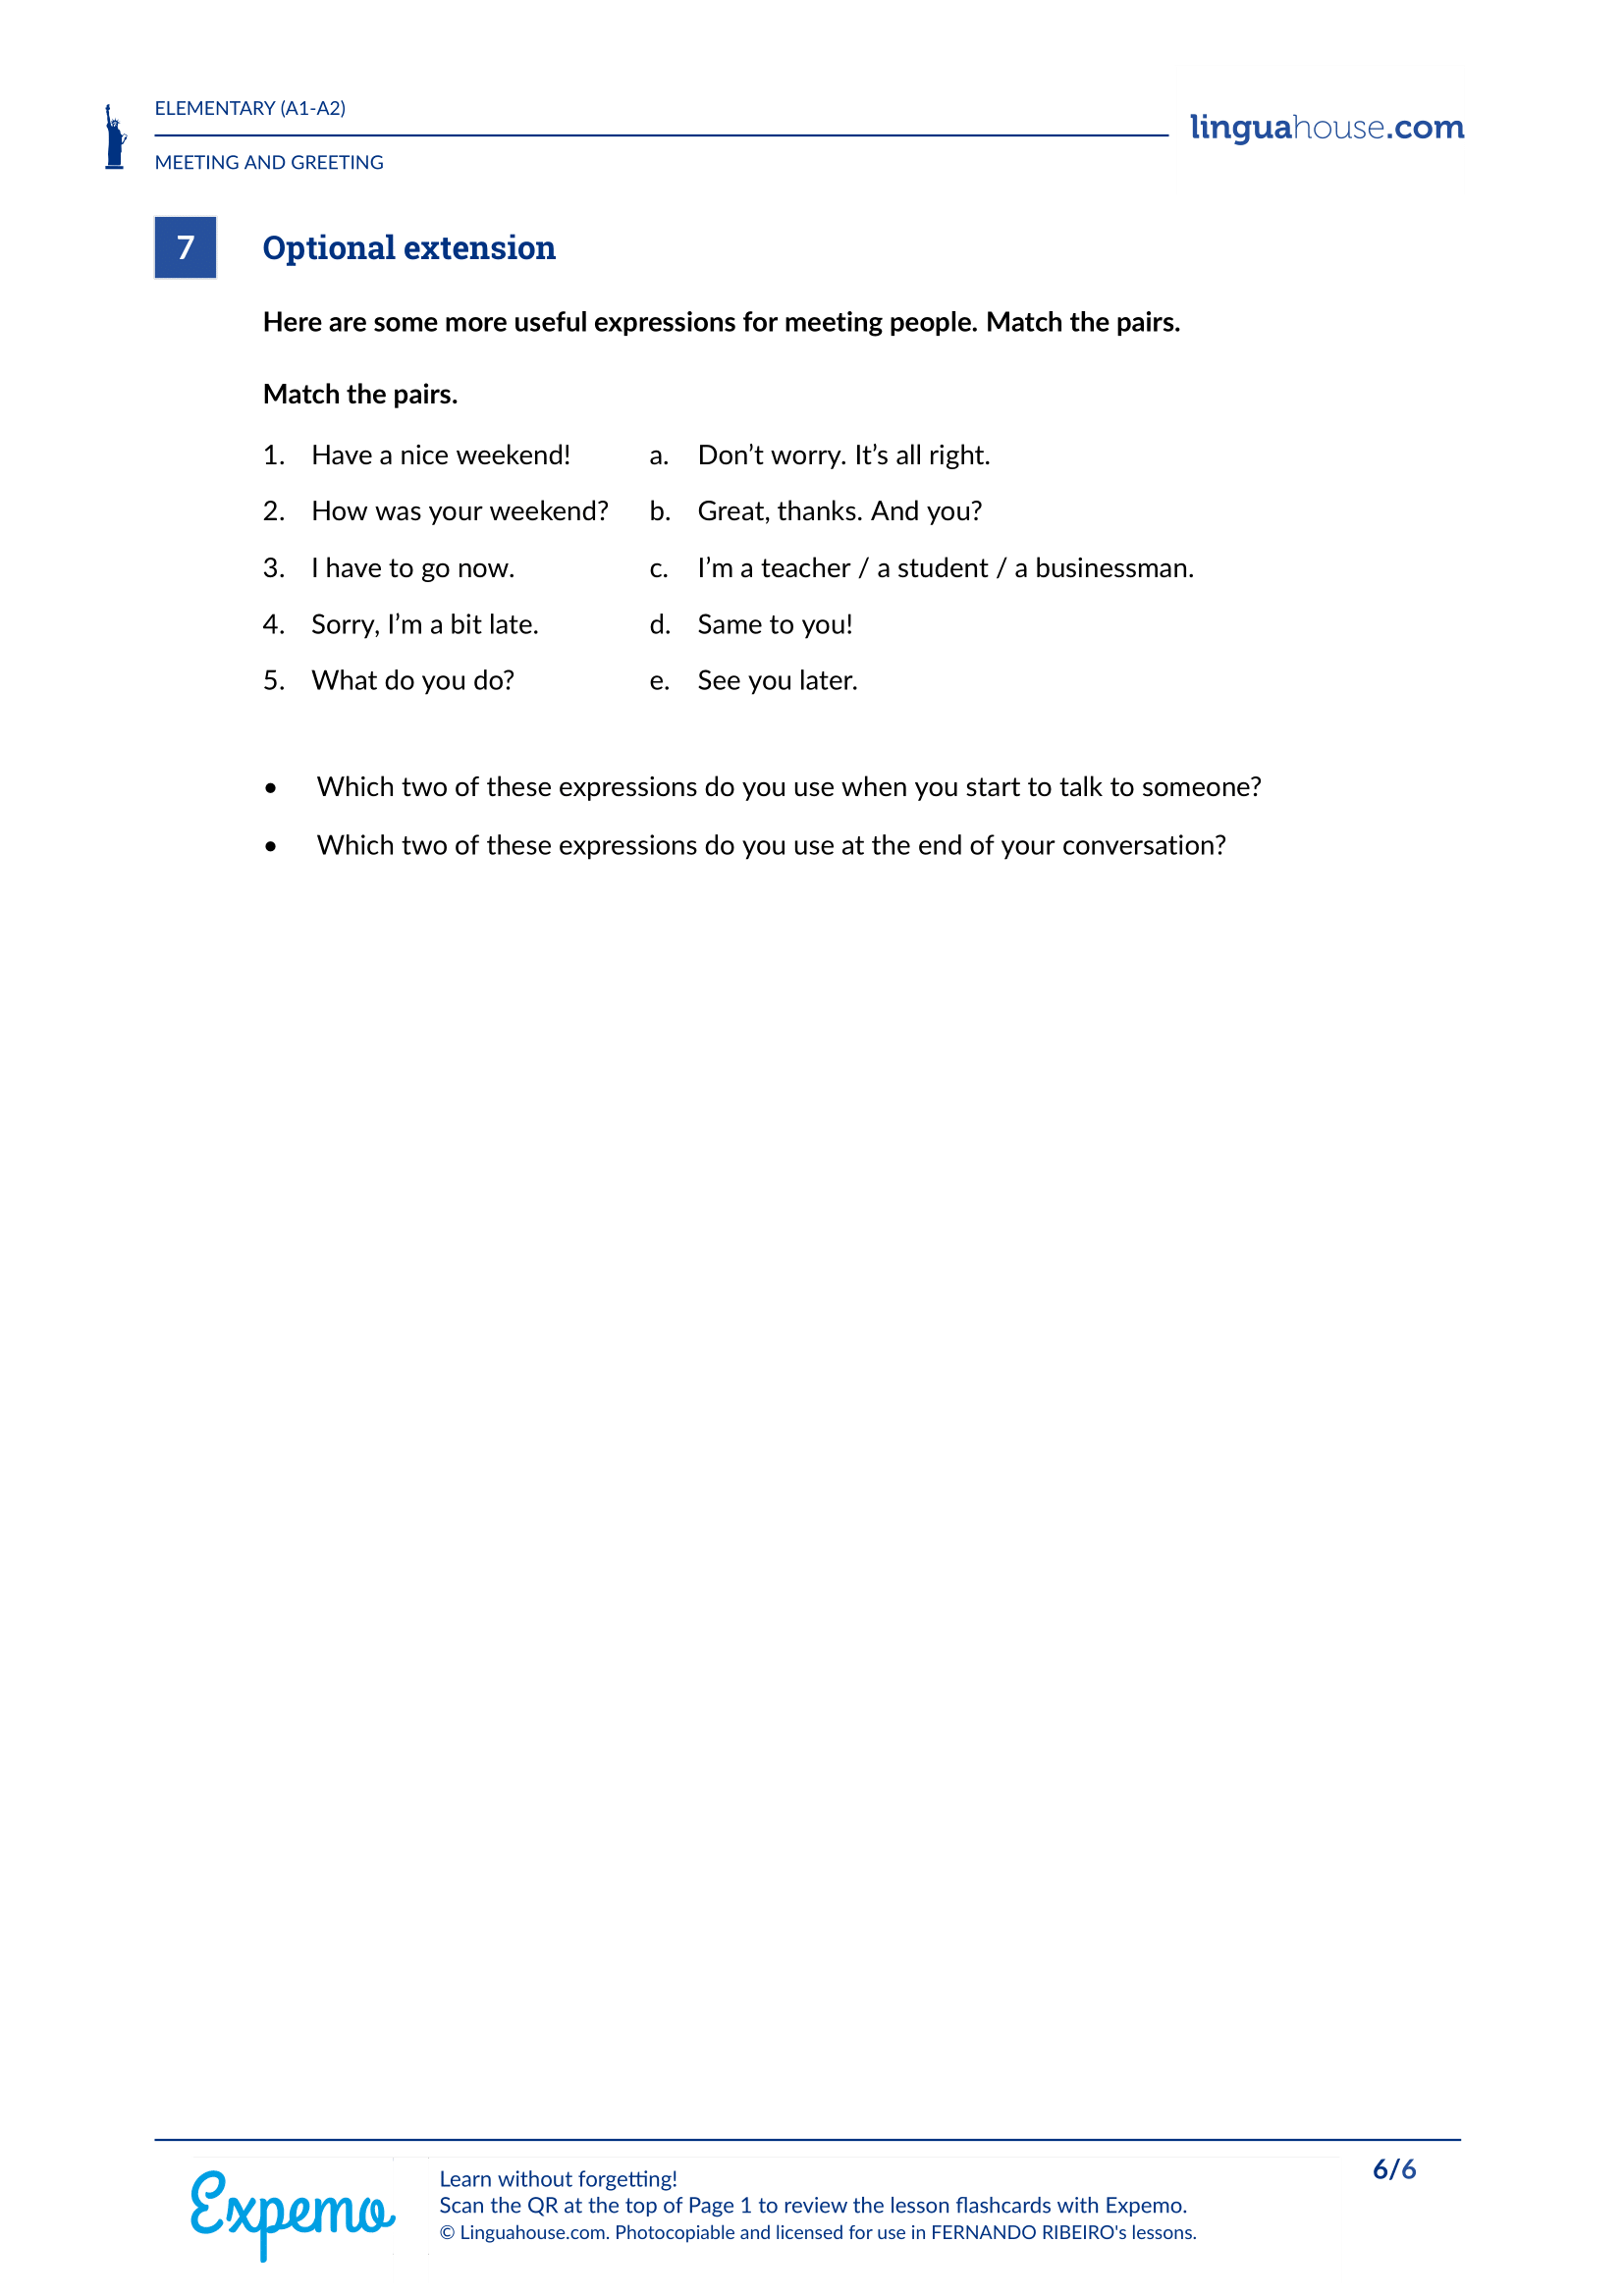 ELEMENTARY (A1-A2)
linguahouse.com
MEETING AND GREETING
7 Optional extension
Here are some more useful expressions for meeting people. Match the pairs.
Match the pairs.
1. Have a nice weekend! a. Don’t worry. It’s all right.
2. How was your weekend? b. Great, thanks. And you?
3. I have to go now. c. I’m a teacher / a student / a businessman.
4. Sorry, I’m a bit late. d. Same to you!
5. What do you do? e. See you later.
• Which two of these expressions do you use when you start to talk to someone?
• Which two of these expressions do you use at the end of your conversation?
6/6
Expemo
Learn without forgetting!
Scan the QR at the top of Page 1 to review the lesson flashcards with Expemo.
© Linguahouse.com. Photocopiable and licensed for use in FERNANDO RIBEIRO's lessons.